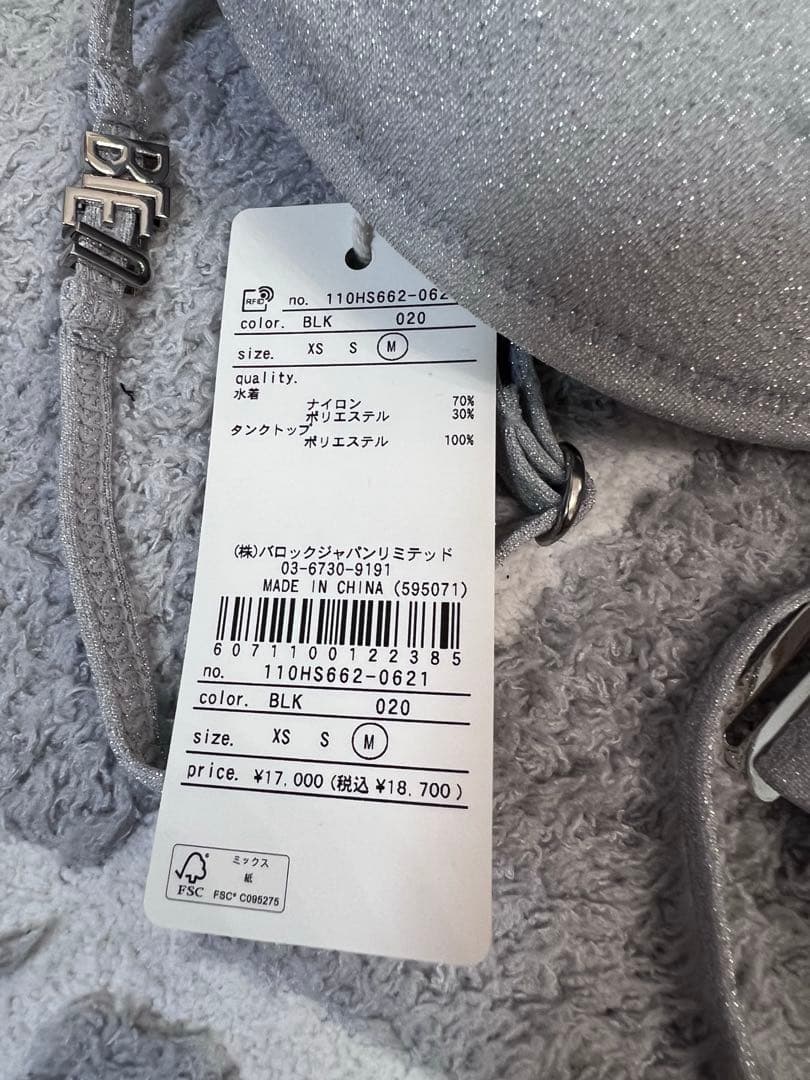 RFID
no. 110HS662-062
color. BLK 020
size. XS S M
quality.
水着
ナイロン 70%
ポリエステル 30%
タンクトップ
ポリエステル 100%
(株)バロックジャパンリミテッド
03-6730-9191
MADE IN CHINA (595071)
6071100122385
no. 110HS662-0621
color. BLK 020
size. XS S M
price. ¥17,000 (税込 ¥18,700)
ミックス
紙
FSC
FSC® C095275